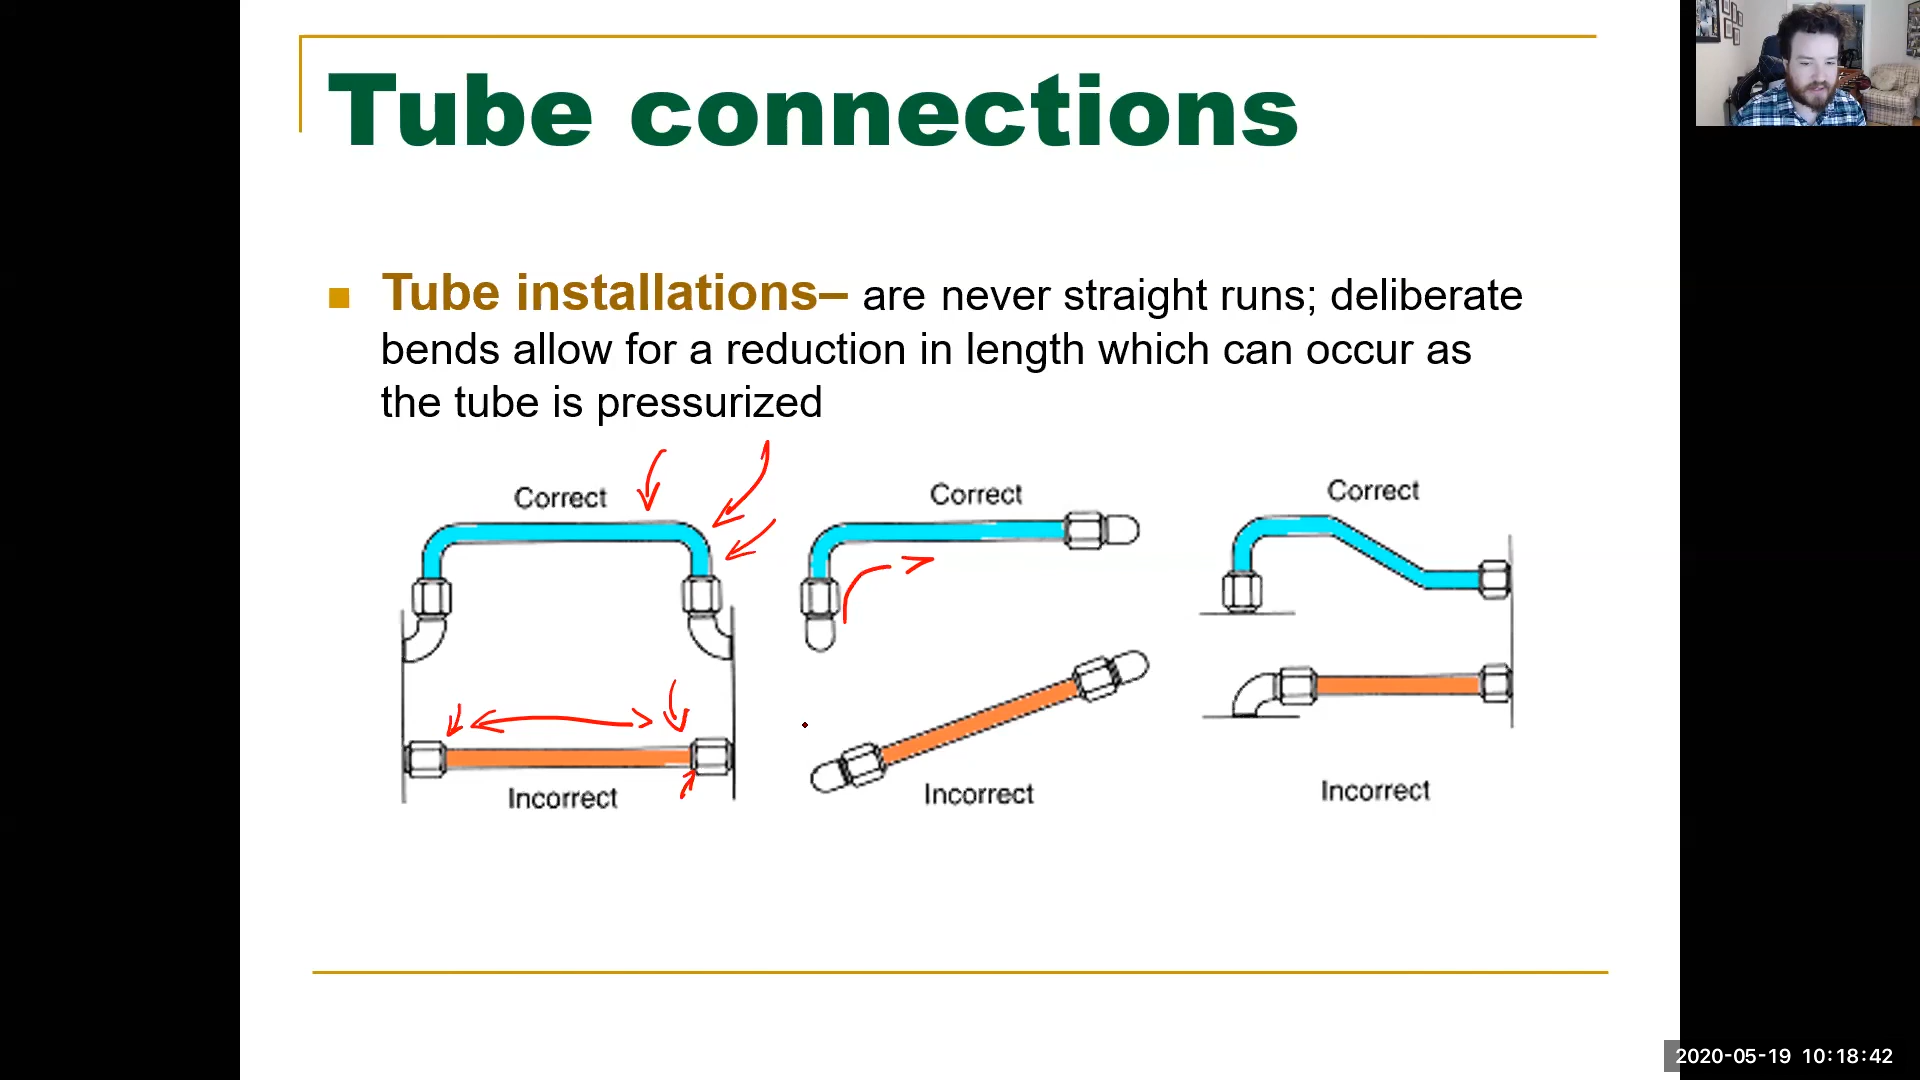 Tube connections
Tube installations– are never straight runs; deliberate
bends allow for a reduction in length which can occur as
the tube is pressurized
Correct
Correct
Correct
Incorrect
Incorrect
Incorrect
2020-05-19 10:18:42